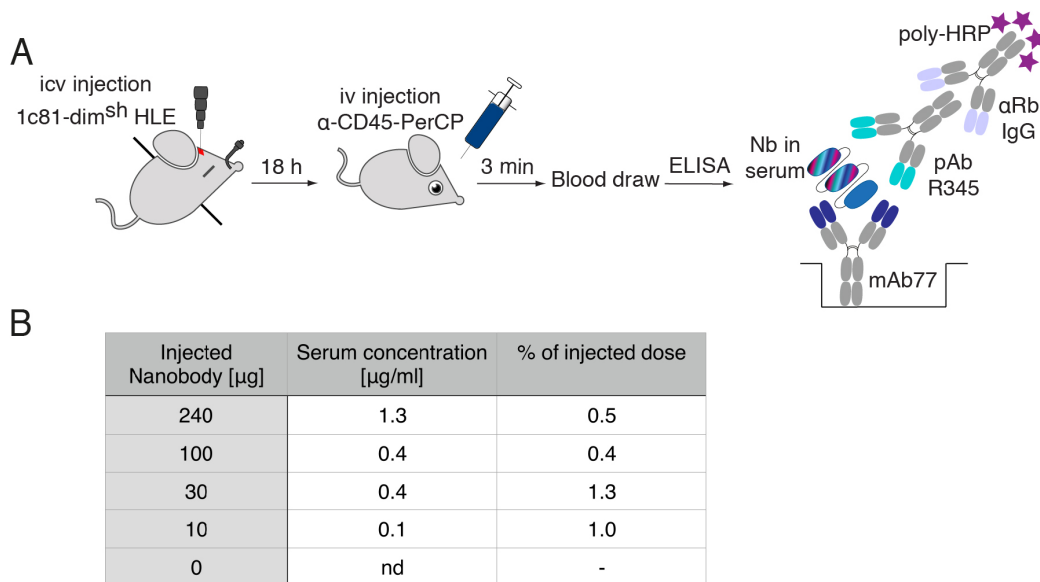 A
icv injection
1c81-dimsh HLE
18 h
iv injection
α-CD45-PerCP
3 min
Blood draw
ELISA
Nb in
serum
poly-HRP
αRb
IgG
pAb
R345
mAb77
B
Injected
Nanobody [µg]
Serum concentration
[µg/ml]
% of injected dose
240 1.3 0.5
100 0.4 0.4
30 0.4 1.3
10 0.1 1.0
0 nd -